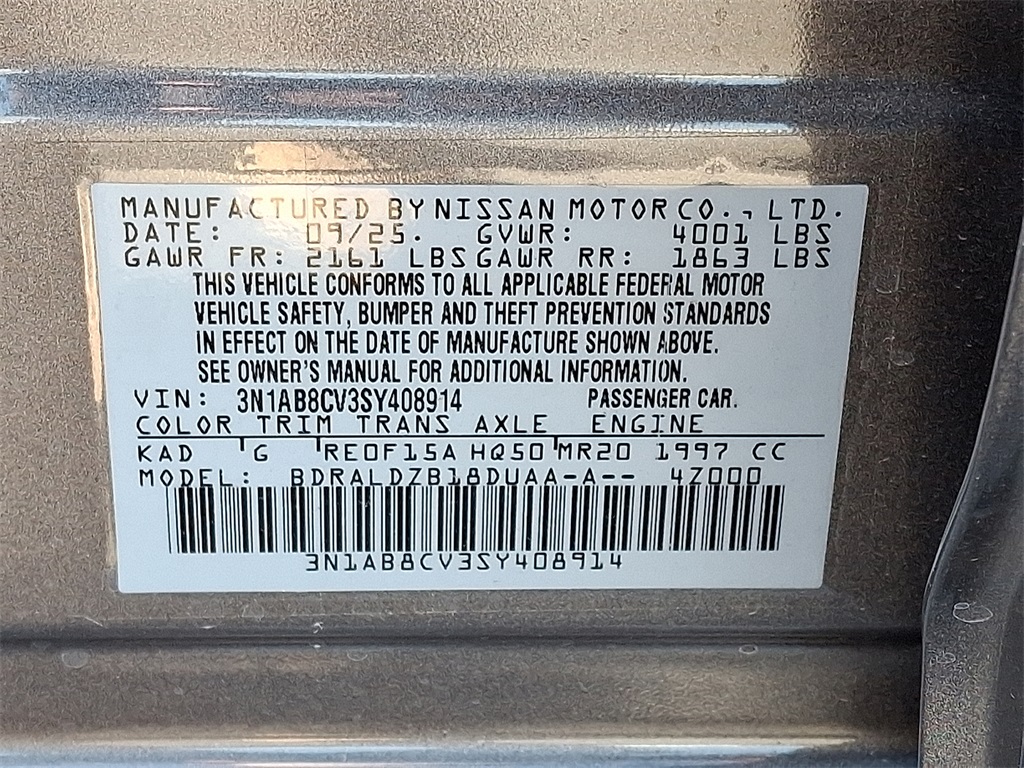 MANUFACTURED BY NISSAN MOTOR CO., LTD.
DATE: 09/25. GVWR: 4001 LBS
GAWR FR: 2161 LBS GAWR RR: 1863 LBS
THIS VEHICLE CONFORMS TO ALL APPLICABLE FEDERAL MOTOR
VEHICLE SAFETY, BUMPER AND THEFT PREVENTION STANDARDS
IN EFFECT ON THE DATE OF MANUFACTURE SHOWN ABOVE.
SEE OWNER'S MANUAL FOR ADDITIONAL INFORMATION.
VIN: 3N1AB8CV3SY408914 PASSENGER CAR.
COLOR TRIM TRANS AXLE ENGINE
KAD G RE0F15A HQ50 MR20 1997 CC
MODEL: BDRALDZB18DUAA-A-- 4Z000
3N1AB8CV3SY408914